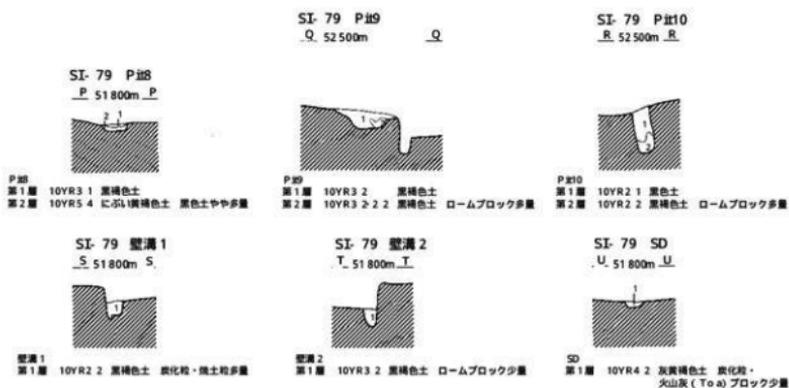 SI- 79 Pit8
P 51 800m P
2 1
Pit8
第1層 10YR3 1 黒褐色土
第2層 10YR5 4 にぶい黄褐色土 黒色土やや多量
SI- 79 Pit9
Q 52 500m Q
1
Pit9
第1層 10YR3 2 黒褐色土
第2層 10YR3 2・2 2 黒褐色土 ロームブロック多量
SI- 79 Pit10
R 52 500m R
1
2
Pit10
第1層 10YR2 1 黒色土
第2層 10YR2 2 黒褐色土 ロームブロック多量
SI- 79 壁溝1
S 51 800m S
1
壁溝1
第1層 10YR2 2 黒褐色土 炭化粒・焼土粒多量
SI- 79 壁溝2
T 51 800m T
1
壁溝2
第1層 10YR3 2 黒褐色土 ロームブロック少量
SI- 79 SD
U 51 800m U
1
SD
第1層 10YR4 2 灰黄褐色土 炭化粒・
火山灰(Toa)ブロック少量